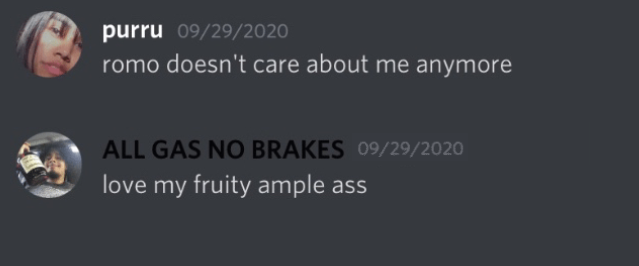 purru 09/29/2020
romo doesn't care about me anymore
ALL GAS NO BRAKES 09/29/2020
love my fruity ample ass